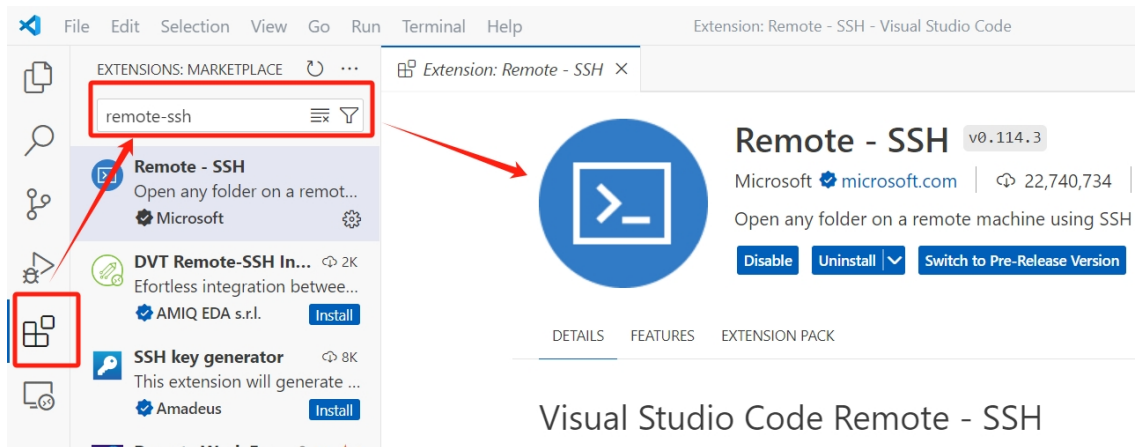 File Edit Selection View Go Run Terminal Help Extension: Remote - SSH - Visual Studio Code
EXTENSIONS: MARKETPLACE
remote-ssh
Remote - SSH
Open any folder on a remot...
Microsoft
DVT Remote-SSH In... 2K
Efortless integration betwee...
AMIQ EDA s.r.l. Install
SSH key generator 8K
This extension will generate ...
Amadeus Install
Extension: Remote - SSH
Remote - SSH v0.114.3
Microsoft microsoft.com 22,740,734
Open any folder on a remote machine using SSH
Disable Uninstall Switch to Pre-Release Version
DETAILS FEATURES EXTENSION PACK
Visual Studio Code Remote - SSH